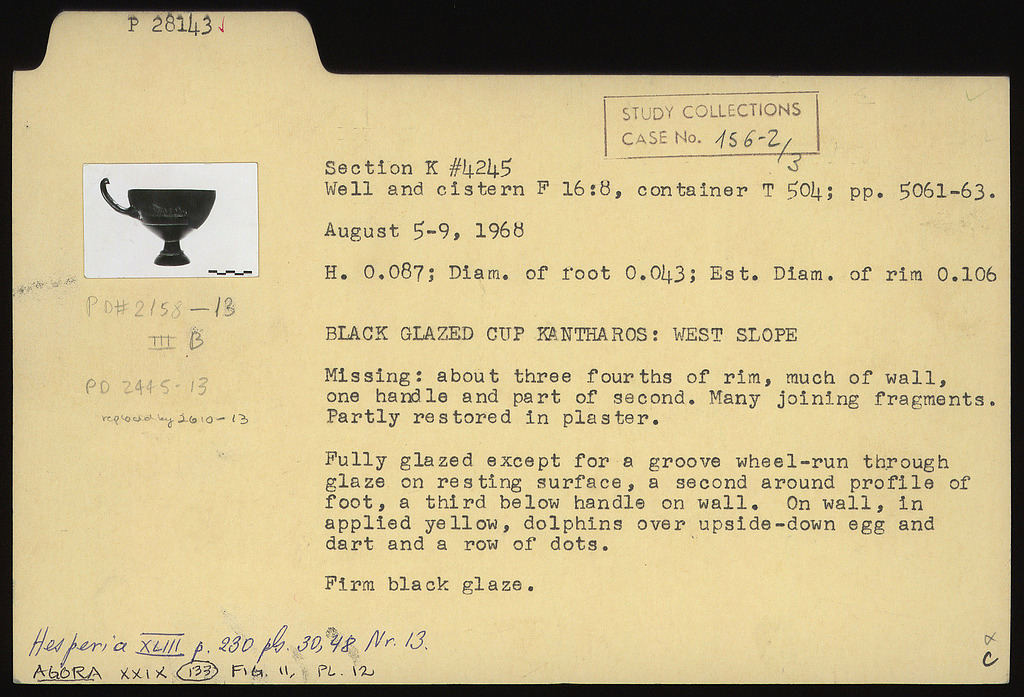 P 28143
STUDY COLLECTIONS
CASE No. 156-2/3
Section K #4245
Well and cistern F 16:8, container T 504; pp. 5061-63.
August 5-9, 1968
H. 0.087; Diam. of foot 0.043; Est. Diam. of rim 0.106
PD#2158-13
III B
PD 2445-13
replaced by 2610-13
BLACK GLAZED CUP KANTHAROS: WEST SLOPE
Missing: about three fourths of rim, much of wall,
one handle and part of second. Many joining fragments.
Partly restored in plaster.
Fully glazed except for a groove wheel-run through
glaze on resting surface, a second around profile of
foot, a third below handle on wall. On wall, in
applied yellow, dolphins over upside-down egg and
dart and a row of dots.
Firm black glaze.
Hesperia XLIII p. 230 pls. 30,48 Nr. 13.
AGORA XXIX 133 FIG. 11, PL. 12
x
C